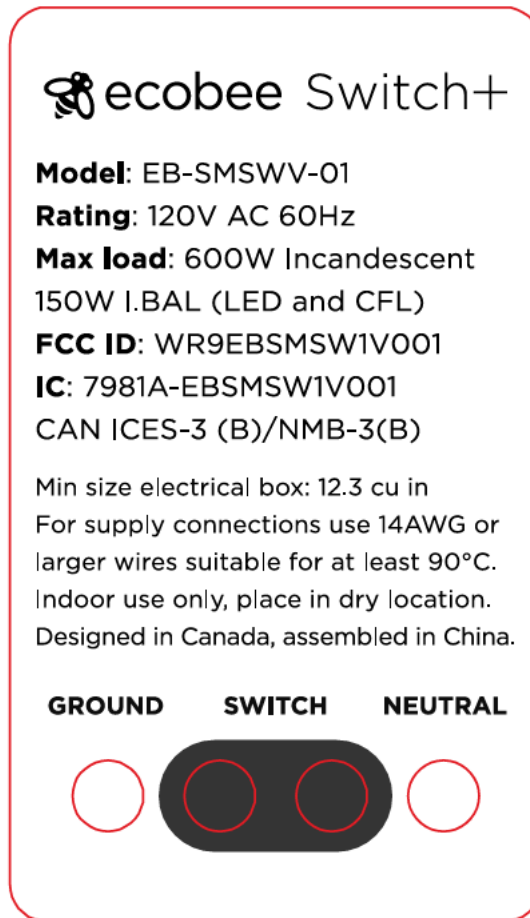 ecobee Switch+
Model: EB-SMSWV-01
Rating: 120V AC 60Hz
Max load: 600W Incandescent
150W I.BAL (LED and CFL)
FCC ID: WR9EBSMSW1V001
IC: 7981A-EBSMSW1V001
CAN ICES-3 (B)/NMB-3(B)
Min size electrical box: 12.3 cu in
For supply connections use 14AWG or
larger wires suitable for at least 90°C.
Indoor use only, place in dry location.
Designed in Canada, assembled in China.
GROUND SWITCH NEUTRAL